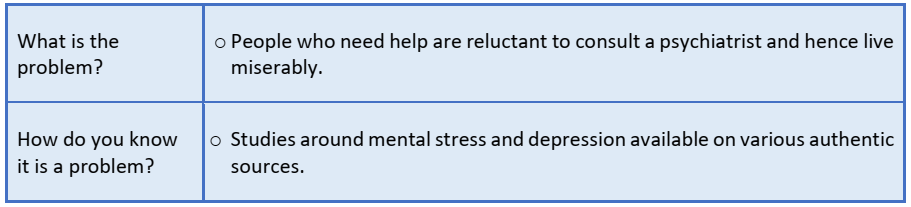 What is the
problem?
○ People who need help are reluctant to consult a psychiatrist and hence live
miserably.
How do you know
it is a problem?
○ Studies around mental stress and depression available on various authentic
sources.